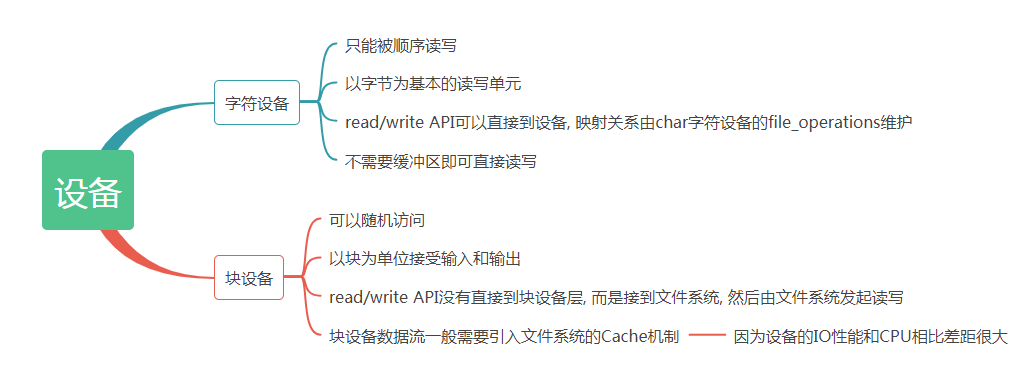 设备
字符设备
只能被顺序读写
以字节为基本的读写单元
read/write API可以直接到设备, 映射关系由char字符设备的file_operations维护
不需要缓冲区即可直接读写
块设备
可以随机访问
以块为单位接受输入和输出
read/write API没有直接到块设备层, 而是接到文件系统, 然后由文件系统发起读写
块设备数据流一般需要引入文件系统的Cache机制
因为设备的IO性能和CPU相比差距很大